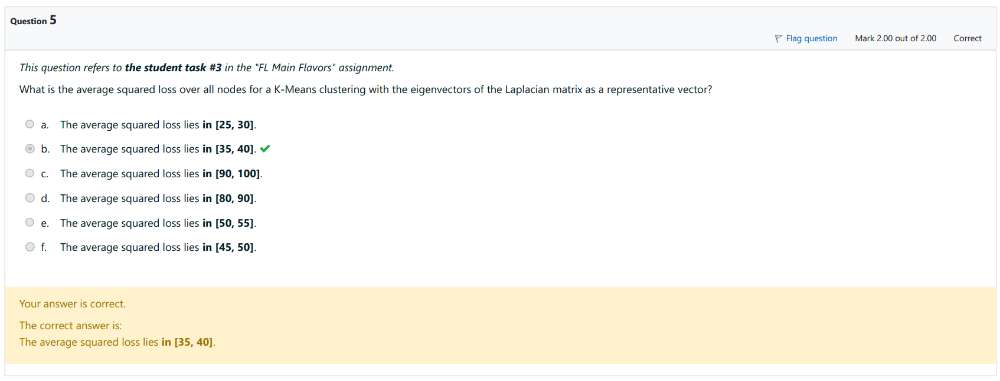 Question 5
Flag question Mark 2.00 out of 2.00 Correct
This question refers to the student task #3 in the "FL Main Flavors" assignment.
What is the average squared loss over all nodes for a K-Means clustering with the eigenvectors of the Laplacian matrix as a representative vector?
a. The average squared loss lies in [25, 30].
b. The average squared loss lies in [35, 40].
c. The average squared loss lies in [90, 100].
d. The average squared loss lies in [80, 90].
e. The average squared loss lies in [50, 55].
f. The average squared loss lies in [45, 50].
Your answer is correct.
The correct answer is:
The average squared loss lies in [35, 40].